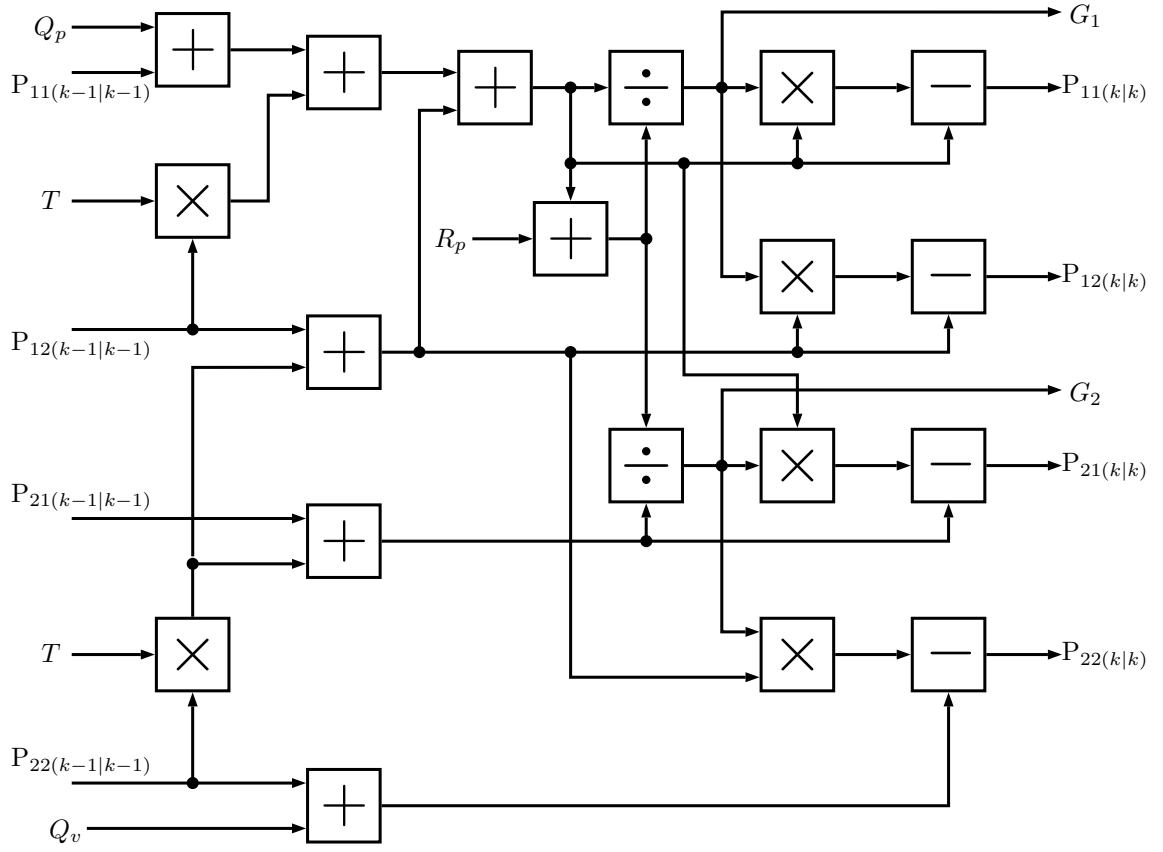 Q_p
G_1
P_{11(k−1|k−1)}
P_{11(k|k)}
T
R_p
P_{12(k|k)}
P_{12(k−1|k−1)}
G_2
P_{21(k|k)}
P_{21(k−1|k−1)}
T
P_{22(k|k)}
P_{22(k−1|k−1)}
Q_v